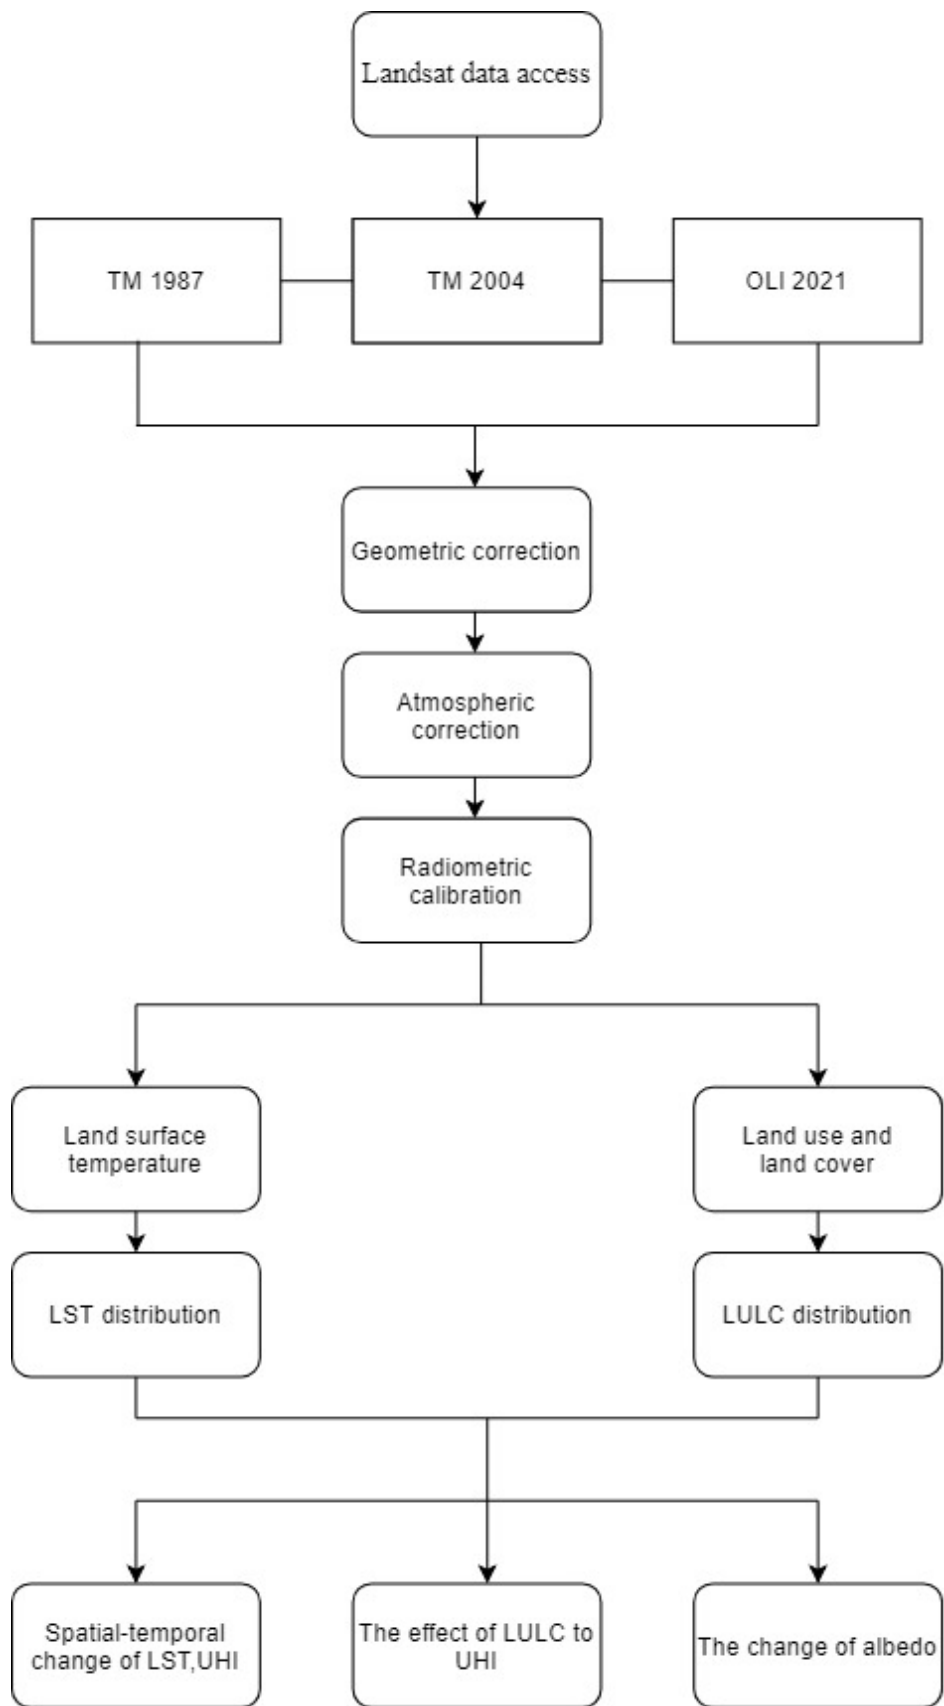 Landsat data access
TM 1987
TM 2004
OLI 2021
Geometric correction
Atmospheric
correction
Radiometric
calibration
Land surface
temperature
Land use and
land cover
LST distribution
LULC distribution
Spatial-temporal
change of LST,UHI
The effect of LULC to
UHI
The change of albedo